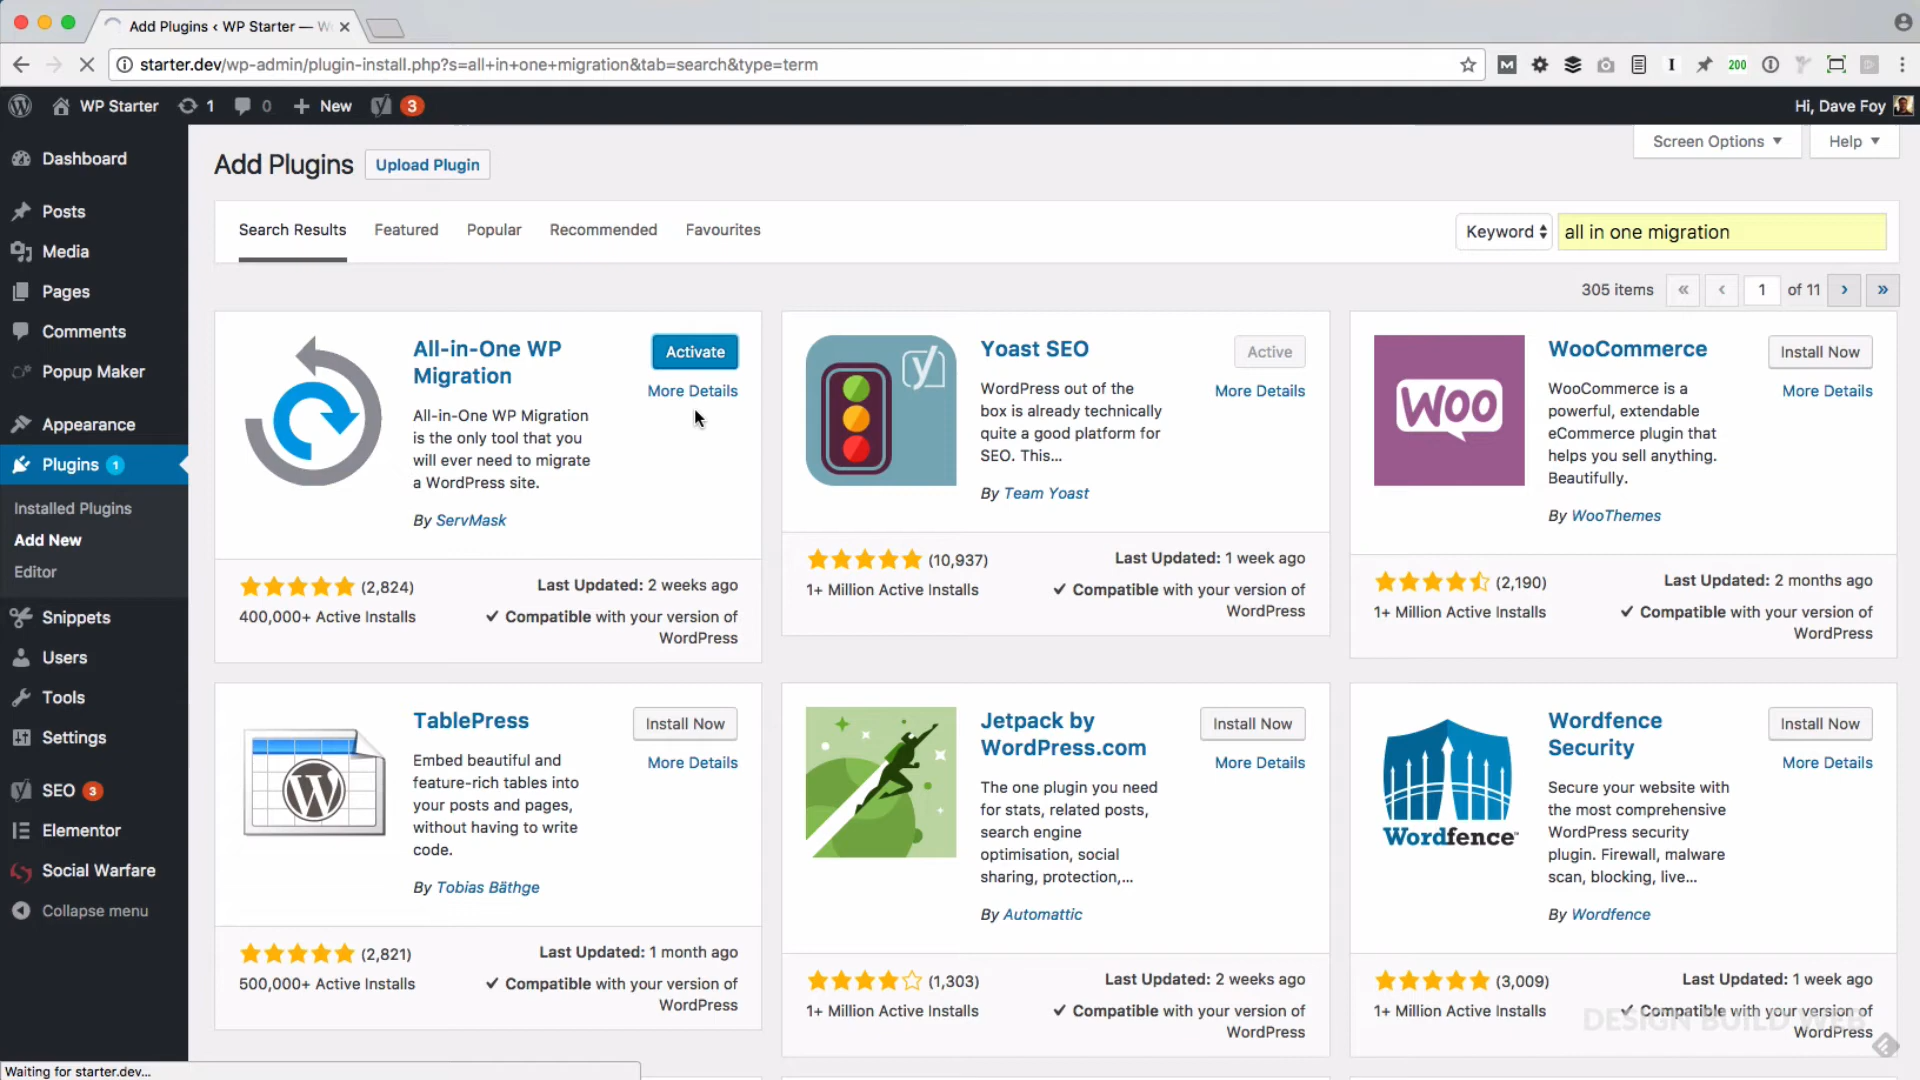 Add Plugins ‹ WP Starter — W
starter.dev/wp-admin/plugin-install.php?s=all+in+one+migration&tab=search&type=term
200
WP Starter
1
0
New
3
Hi, Dave Foy
Dashboard
Posts
Media
Pages
Comments
Popup Maker
Appearance
Plugins 1
Installed Plugins
Add New
Editor
Snippets
Users
Tools
Settings
SEO 3
Elementor
Social Warfare
Collapse menu
Screen Options
Help
Add Plugins
Upload Plugin
Search Results
Featured
Popular
Recommended
Favourites
Keyword
all in one migration
305 items « ‹ 1 of 11 › »
All-in-One WP
Migration
Activate
More Details
All-in-One WP Migration
is the only tool that you
will ever need to migrate
a WordPress site.
By ServMask
(2,824)
400,000+ Active Installs
Last Updated: 2 weeks ago
✓ Compatible with your version of
WordPress
Yoast SEO
Active
More Details
WordPress out of the
box is already technically
quite a good platform for
SEO. This...
By Team Yoast
(10,937)
1+ Million Active Installs
Last Updated: 1 week ago
✓ Compatible with your version of
WordPress
WOO
WooCommerce
Install Now
More Details
WooCommerce is a
powerful, extendable
eCommerce plugin that
helps you sell anything.
Beautifully.
By WooThemes
(2,190)
1+ Million Active Installs
Last Updated: 2 months ago
✓ Compatible with your version of
WordPress
TablePress
Install Now
More Details
Embed beautiful and
feature-rich tables into
your posts and pages,
without having to write
code.
By Tobias Bäthge
(2,821)
500,000+ Active Installs
Last Updated: 1 month ago
✓ Compatible with your version of
WordPress
Jetpack by
WordPress.com
Install Now
More Details
The one plugin you need
for stats, related posts,
search engine
optimisation, social
sharing, protection,...
By Automattic
(1,303)
1+ Million Active Installs
Last Updated: 2 weeks ago
✓ Compatible with your version of
WordPress
Wordfence
Wordfence
Security
Install Now
More Details
Secure your website with
the most comprehensive
WordPress security
plugin. Firewall, malware
scan, blocking, live...
By Wordfence
(3,009)
1+ Million Active Installs
Last Updated: 1 week ago
✓ Compatible with your version of
WordPress
DESIGN BUILD WEB
Waiting for starter.dev...